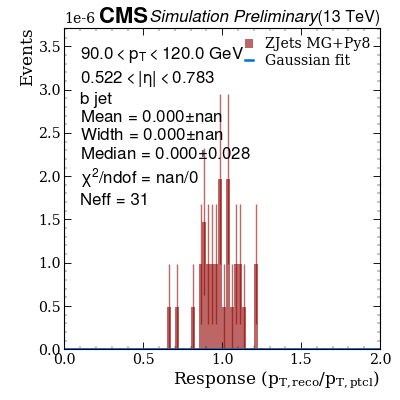 1e-6 CMS Simulation Preliminary (13 TeV)
Events
90.0 < pT < 120.0 GeV
0.522 < |η| < 0.783
b jet
Mean = 0.000±nan
Width = 0.000±nan
Median = 0.000±0.028
χ²/ndof = nan/0
Neff = 31
ZJets MG+Py8
Gaussian fit
3.5
3.0
2.5
2.0
1.5
1.0
0.5
0.0
0.0 0.5 1.0 1.5 2.0
Response (pT,reco/pT,ptcl)